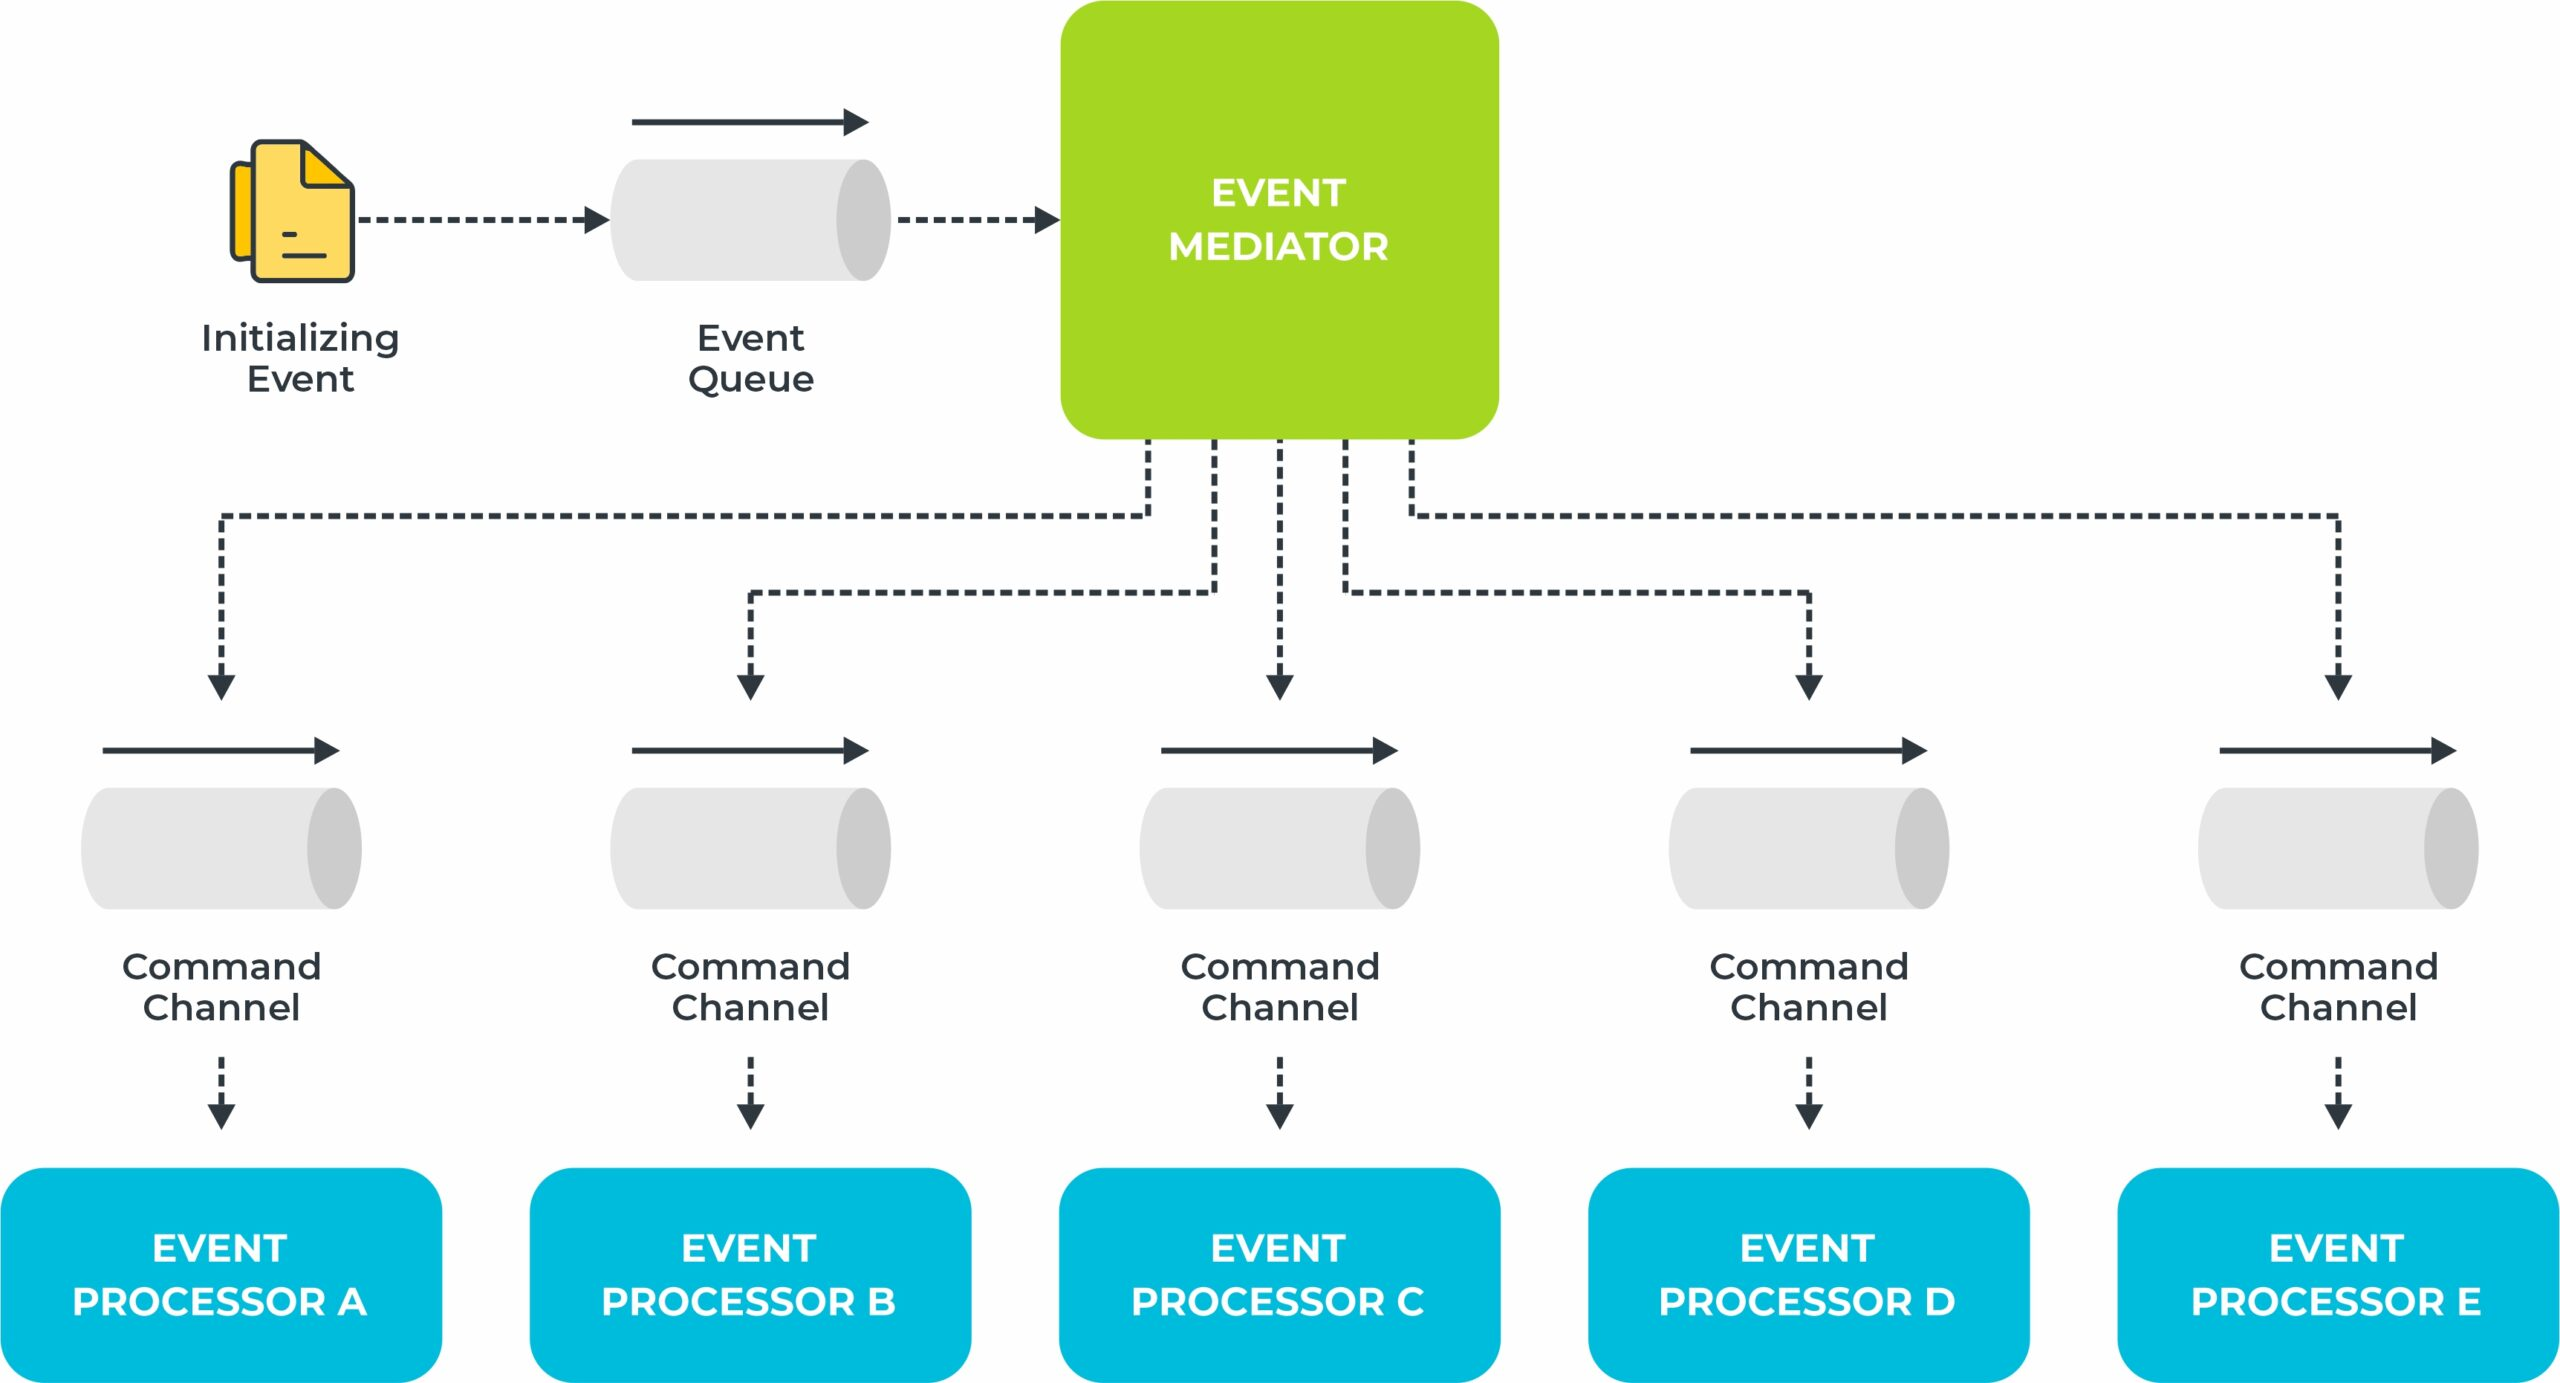 EVENT
MEDIATOR
Initializing
Event
Event
Queue
Command
Channel
Command
Channel
Command
Channel
Command
Channel
Command
Channel
EVENT
PROCESSOR A
EVENT
PROCESSOR B
EVENT
PROCESSOR C
EVENT
PROCESSOR D
EVENT
PROCESSOR E